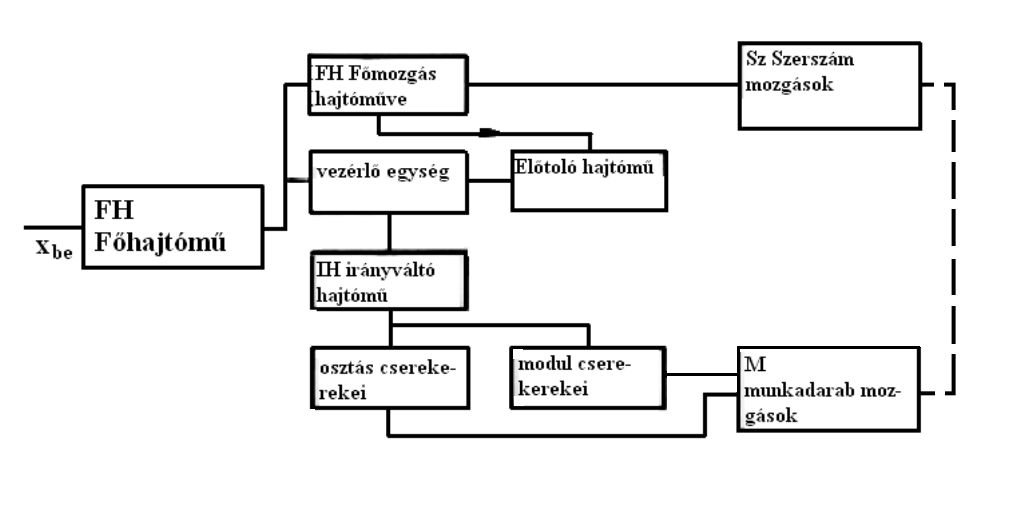 FH Főmozgás
hajtóműve
Sz Szerszám
mozgások
vezérlő egység
Előtoló hajtómű
FH
Főhajtómű
xbe
IH irányváltó
hajtómű
osztás csereke-
rekei
modul csere-
kerekei
M
munkadarab moz-
gások